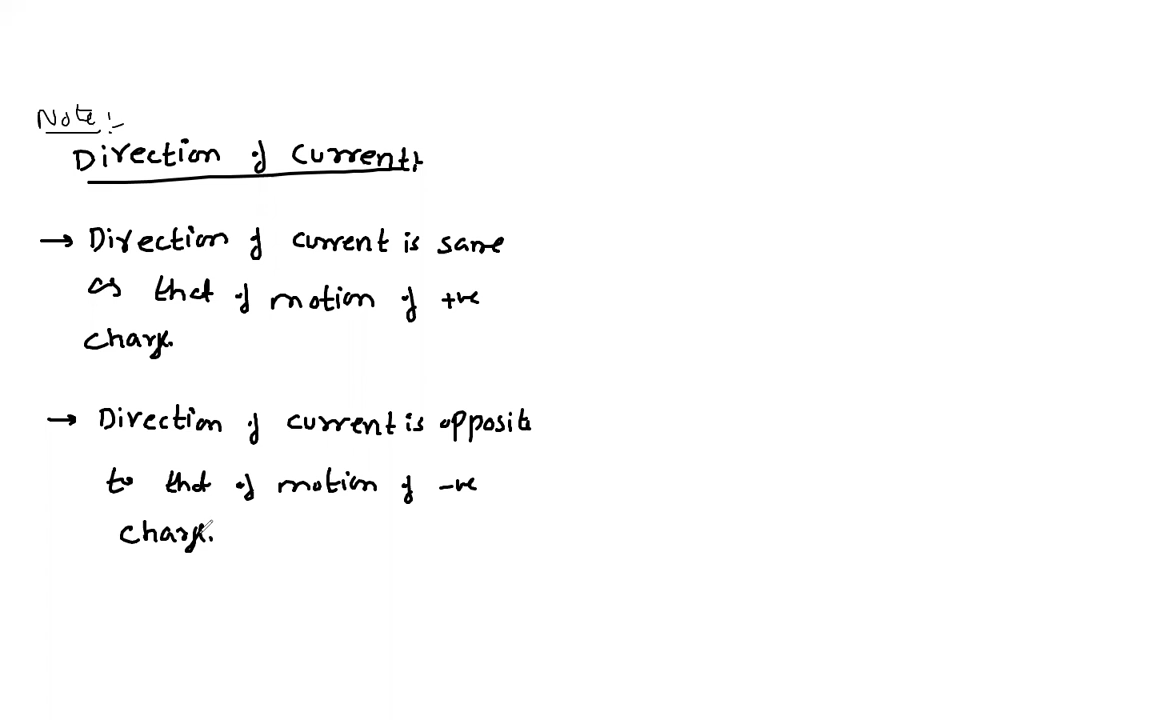 Note:-
Direction of current:
→ Direction of current is same
as that of motion of +ve
charge.
→ Direction of current is opposite
to that of motion of -ve
charge.